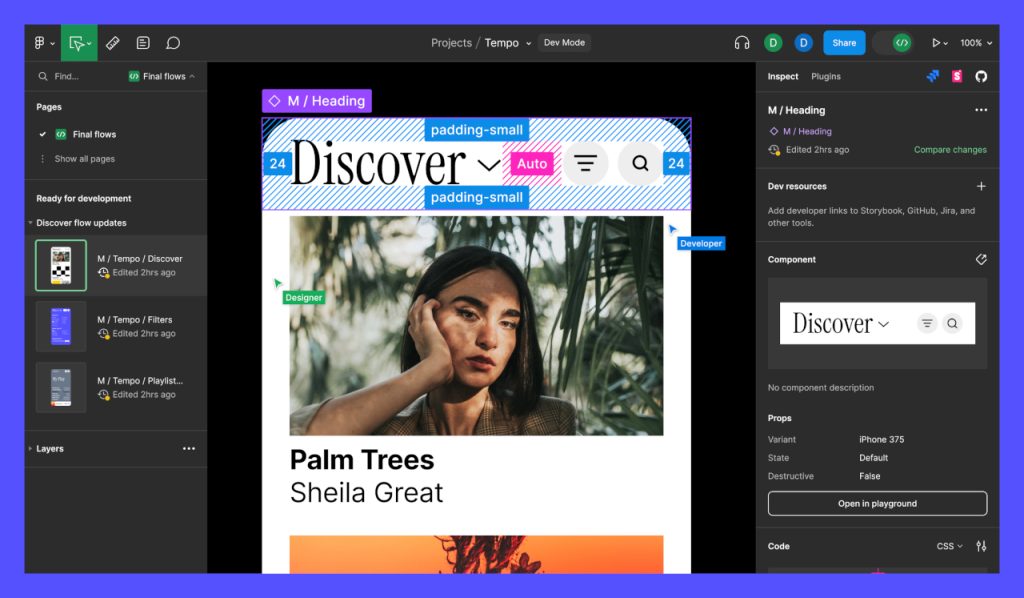 Projects / Tempo
Dev Mode
D
D
Share
100%
Find...
Final flows
Pages
Final flows
Show all pages
Ready for development
Discover flow updates
M / Tempo / Discover
Edited 2hrs ago
M / Tempo / Filters
Edited 2hrs ago
M / Tempo / Playlist...
Edited 2hrs ago
Layers
M / Heading
padding-small
24
Discover
Auto
24
padding-small
Developer
Designer
Palm Trees
Sheila Great
Inspect
Plugins
M / Heading
M / Heading
Edited 2hrs ago
Compare changes
Dev resources
Add developer links to Storybook, GitHub, Jira, and
other tools.
Component
Discover
No component description
Props
Variant iPhone 375
State Default
Destructive False
Open in playground
Code
CSS